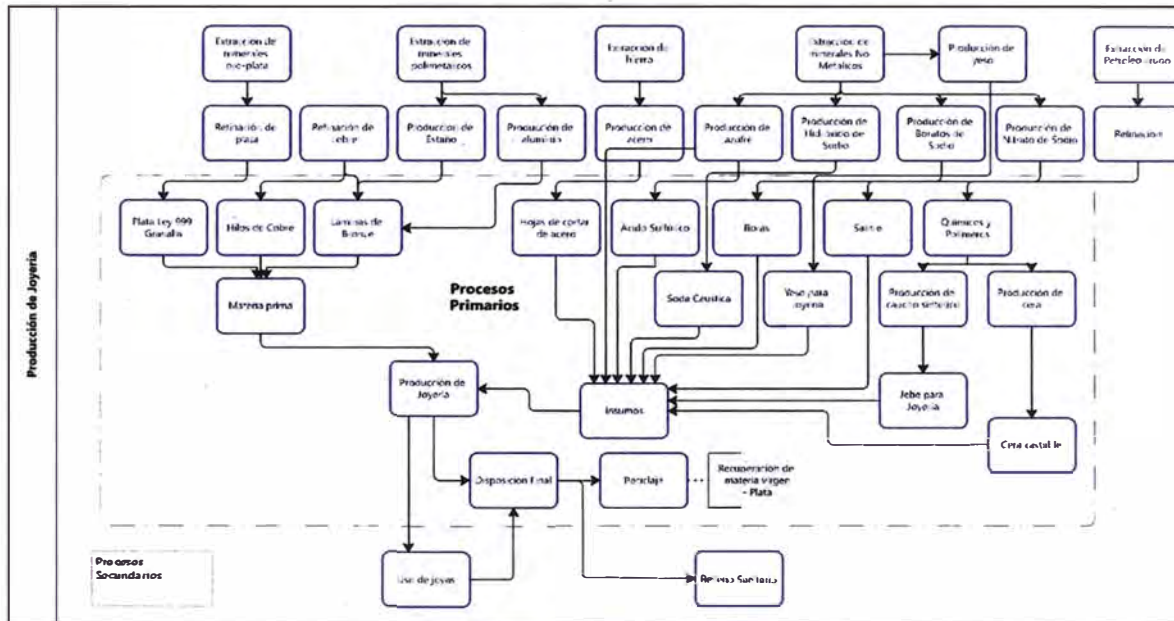 Producción de Joyería
Extracción de
minerales
oro-plata
Extracción de
minerales
polimetálicos
Extracción de
hierro
Extracción de
minerales No
Metálicos
Producción de
yeso
Extracción de
Petróleo crudo
Refinación de
plata
Refinación de
cobre
Producción de
Estaño
Producción de
aluminio
Producción de
acero
Producción de
azufre
Producción de
Hidróxido de
Sodio
Producción de
Boratos de
Sodio
Producción de
Nitrato de Sodio
Refinación
Plata Ley 999
Granalla
Hilos de Cobre
Láminas de
Bronce
Hojas de cortar
de acero
Ácido Sulfúrico
Químicos y
Polímeros
Materia prima
Procesos
Primarios
Soda Caustica
Yeso para
Joyería
Producción de
caucho sintético
Producción de
cera
Producción de
Joyería
Insumos
Jebe para
Joyería
Cera castable
Disposición Final
Reciclaje
Recuperación de
materia virgen
- Plata
Procesos
Secundarios
Uso de joyas
Relleno Sanitario